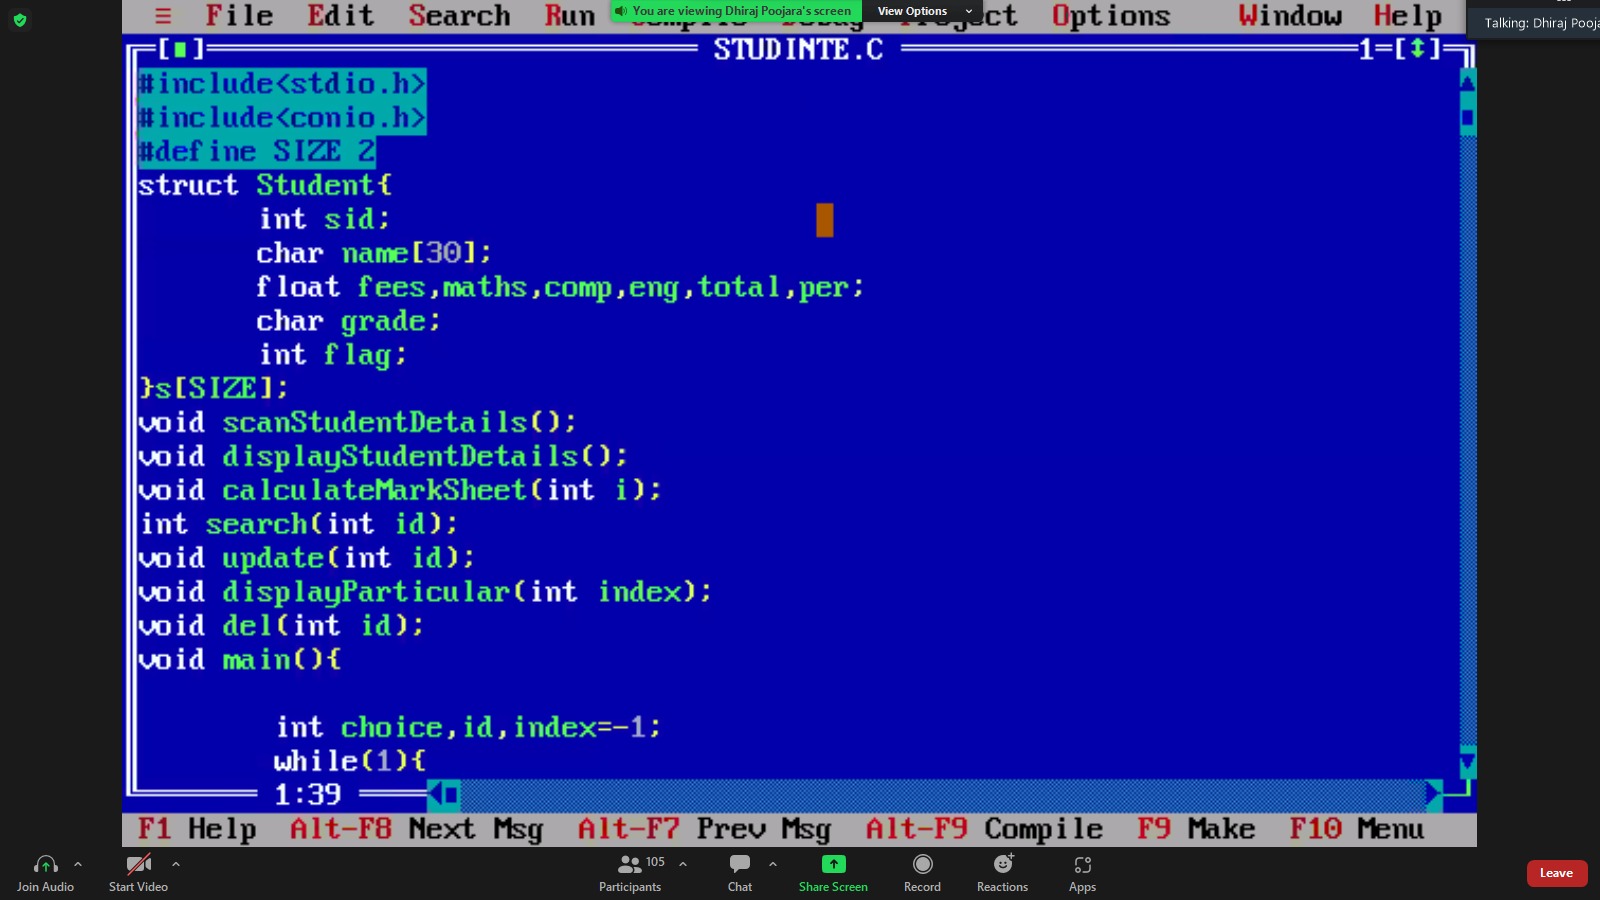 ≡ File Edit Search Run Compile Debug Project Options Window Help
You are viewing Dhiraj Poojara's screen View Options
Talking: Dhiraj Pooja
STUDINTE.C 1=[↕]
#include<stdio.h>
#include<conio.h>
#define SIZE 2
struct Student{
int sid;
char name[30];
float fees,maths,comp,eng,total,per;
char grade;
int flag;
}s[SIZE];
void scanStudentDetails();
void displayStudentDetails();
void calculateMarkSheet(int i);
int search(int id);
void update(int id);
void displayParticular(int index);
void del(int id);
void main(){
int choice,id,index=-1;
while(1){
1:39
F1 Help Alt-F8 Next Msg Alt-F7 Prev Msg Alt-F9 Compile F9 Make F10 Menu
105
Join Audio Start Video Participants Chat Share Screen Record Reactions Apps Leave